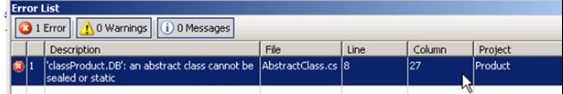 Error List
1 Error 0 Warnings 0 Messages
Description File Line Column Project
1 'classProduct.DB': an abstract class cannot be sealed or static AbstractClass.cs 8 27 Product